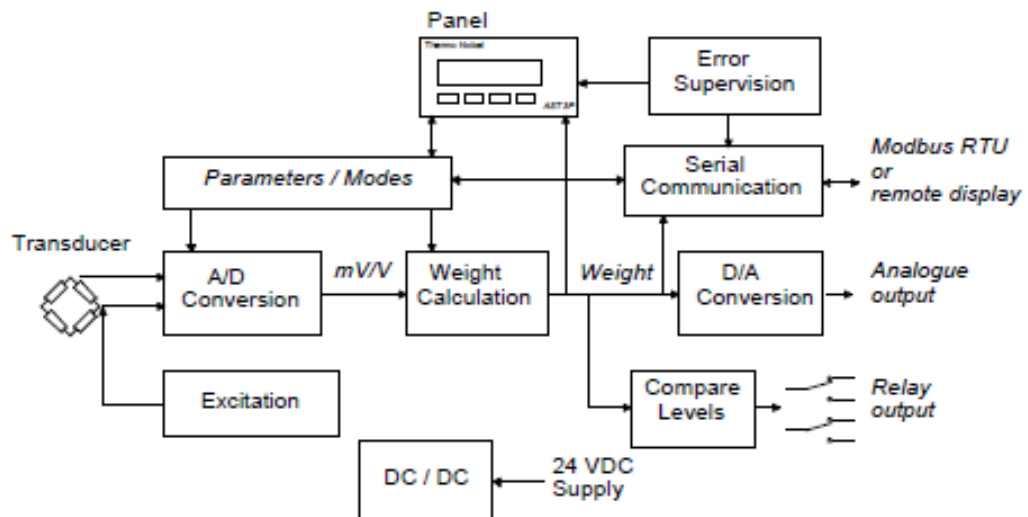 Panel
Thermo Nobel
AST 3P
Error
Supervision
Parameters / Modes
Serial
Communication
Modbus RTU
or
remote display
Transducer
A/D
Conversion
mV/V
Weight
Calculation
Weight
D/A
Conversion
Analogue
output
Excitation
Compare
Levels
Relay
output
DC / DC
24 VDC
Supply